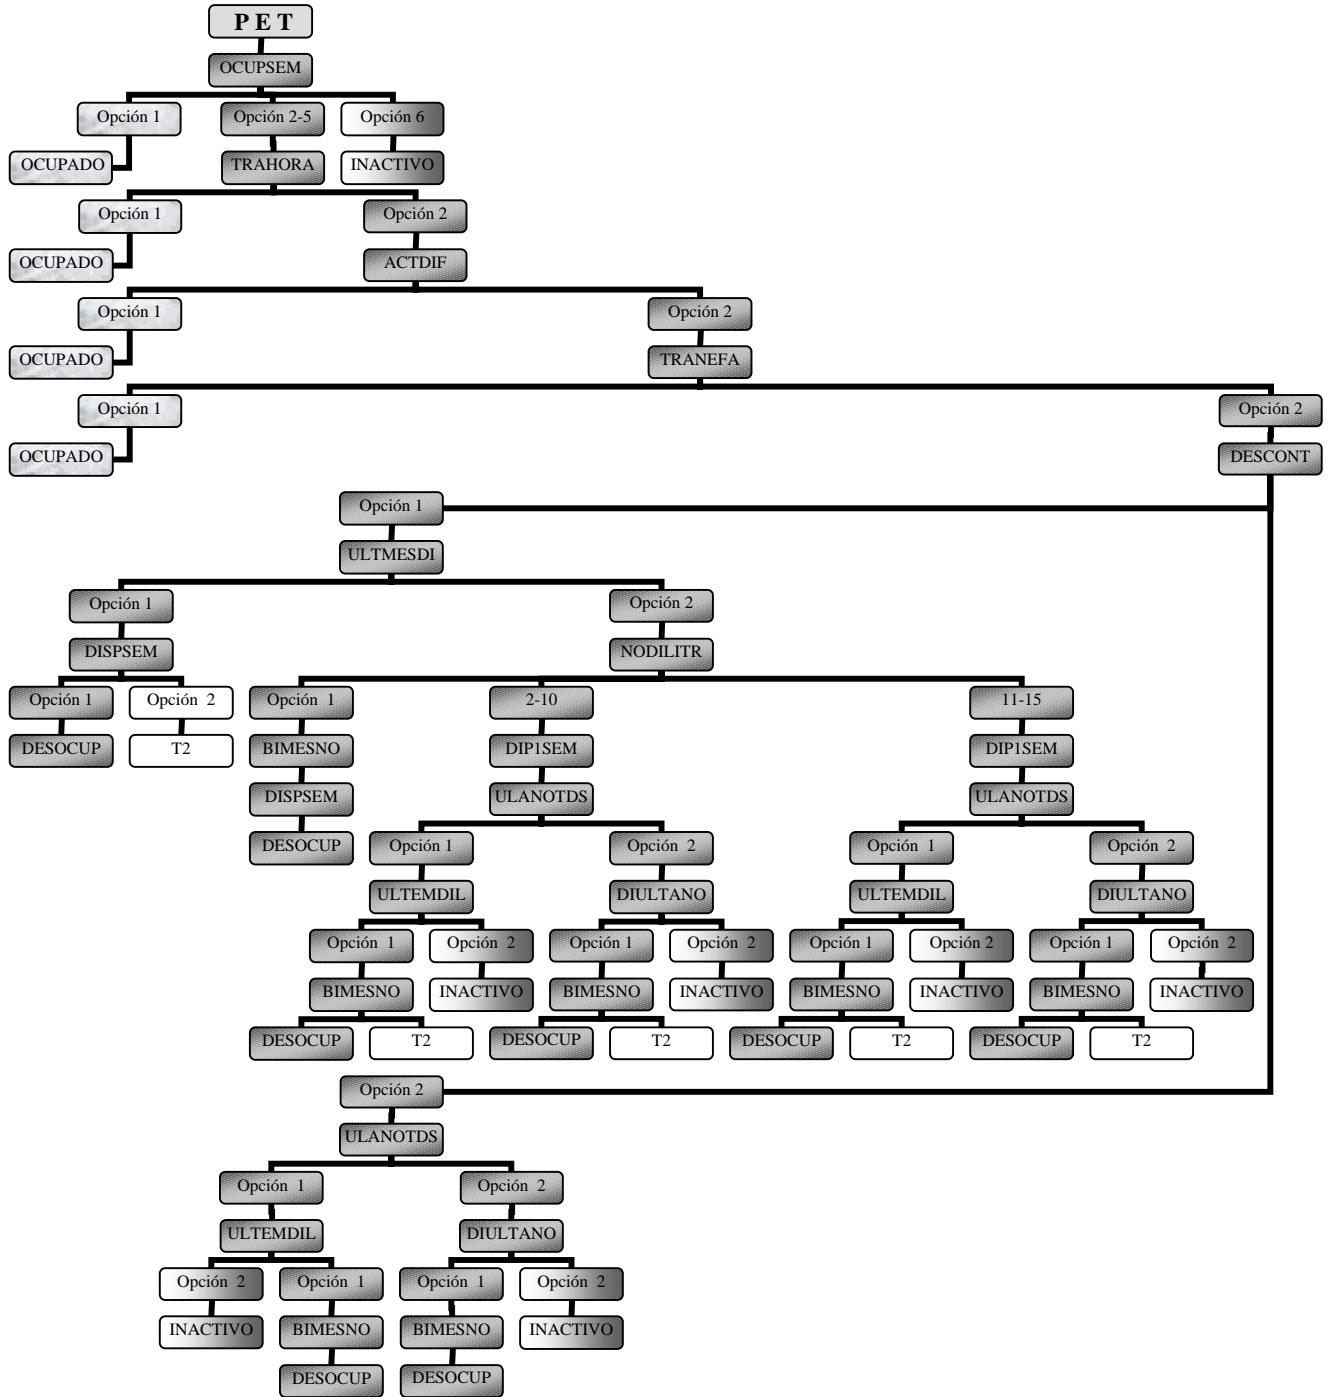 P E T
OCUPSEM
Opción 1
Opción 2-5
Opción 6
OCUPADO
TRAHORA
INACTIVO
Opción 1
Opción 2
OCUPADO
ACTDIF
Opción 1
Opción 2
OCUPADO
TRANEFA
Opción 1
Opción 2
OCUPADO
DESCONT
Opción 1
ULTMESDI
Opción 1
Opción 2
DISPSEM
NODILITR
Opción 1
Opción 2
Opción 1
2-10
11-15
DESOCUP
T2
BIMESNO
DIP1SEM
DIP1SEM
DISPSEM
ULANOTDS
ULANOTDS
DESOCUP
Opción 1
Opción 2
Opción 1
Opción 2
ULTEMDIL
DIULTANO
ULTEMDIL
DIULTANO
Opción 1
Opción 2
Opción 1
Opción 2
Opción 1
Opción 2
Opción 1
Opción 2
BIMESNO
INACTIVO
BIMESNO
INACTIVO
BIMESNO
INACTIVO
BIMESNO
INACTIVO
DESOCUP
T2
DESOCUP
T2
DESOCUP
T2
DESOCUP
T2
Opción 2
ULANOTDS
Opción 1
Opción 2
ULTEMDIL
DIULTANO
Opción 2
Opción 1
Opción 1
Opción 2
INACTIVO
BIMESNO
BIMESNO
INACTIVO
DESOCUP
DESOCUP